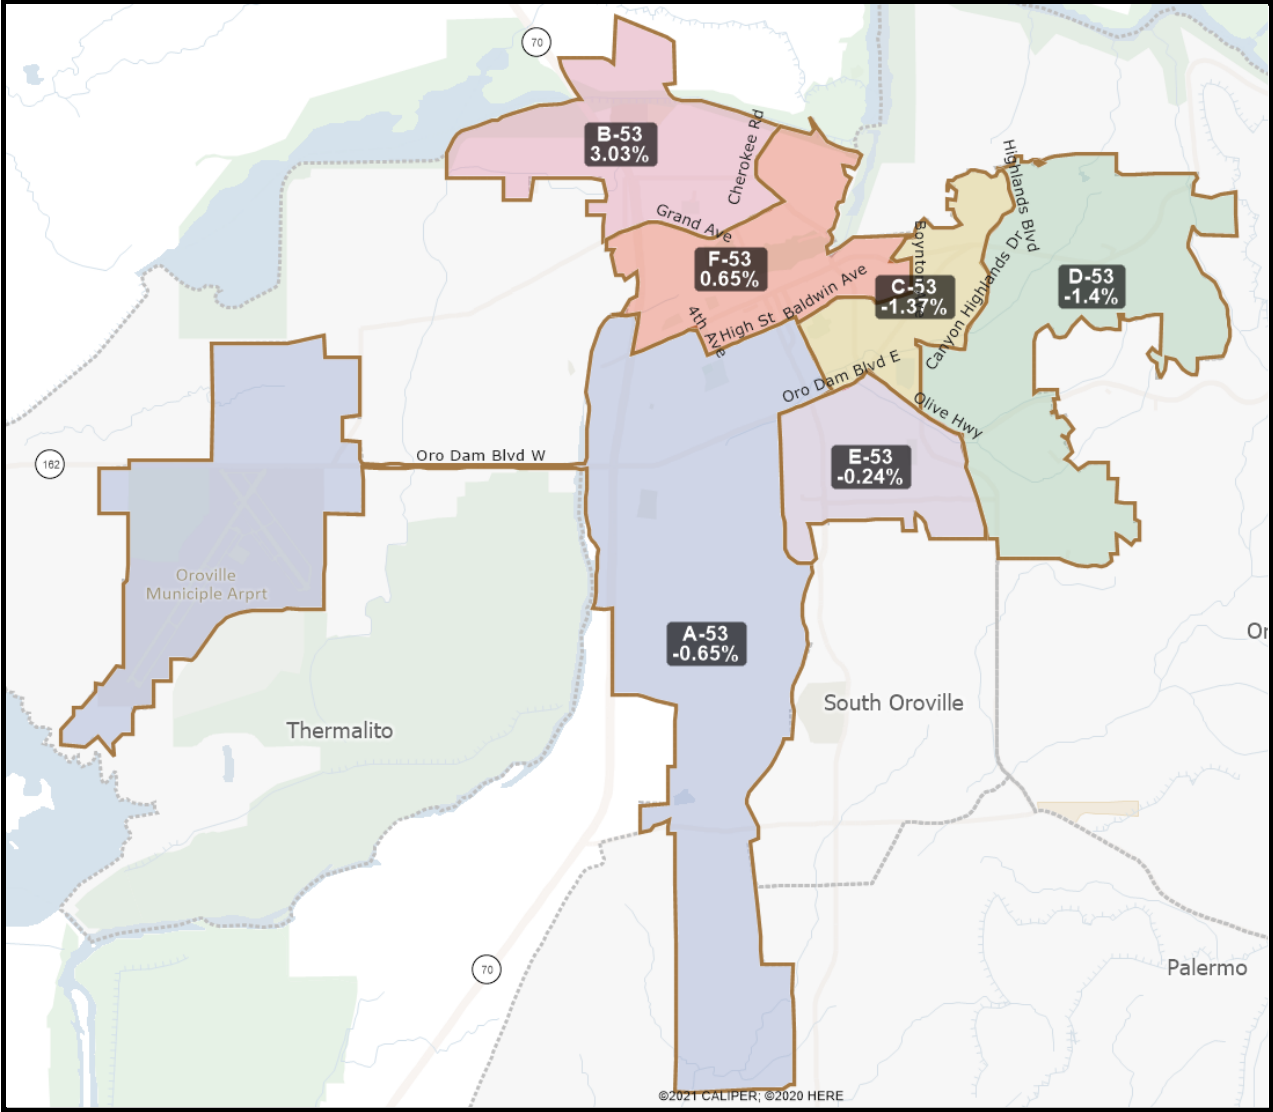 70
B-53
3.03%
Cherokee Rd
Highlands Blvd
Grand Ave
Boynto
F-53
0.65%
Canyon Highlands Dr
D-53
-1.4%
C-53
-1.37%
Baldwin Ave
High St
4th Ave
Oro Dam Blvd E
Olive Hwy
162
Oro Dam Blvd W
E-53
-0.24%
Oroville
Municiple Arprt
A-53
-0.65%
Or
South Oroville
Thermalito
70
Palermo
©2021 CALIPER; ©2020 HERE